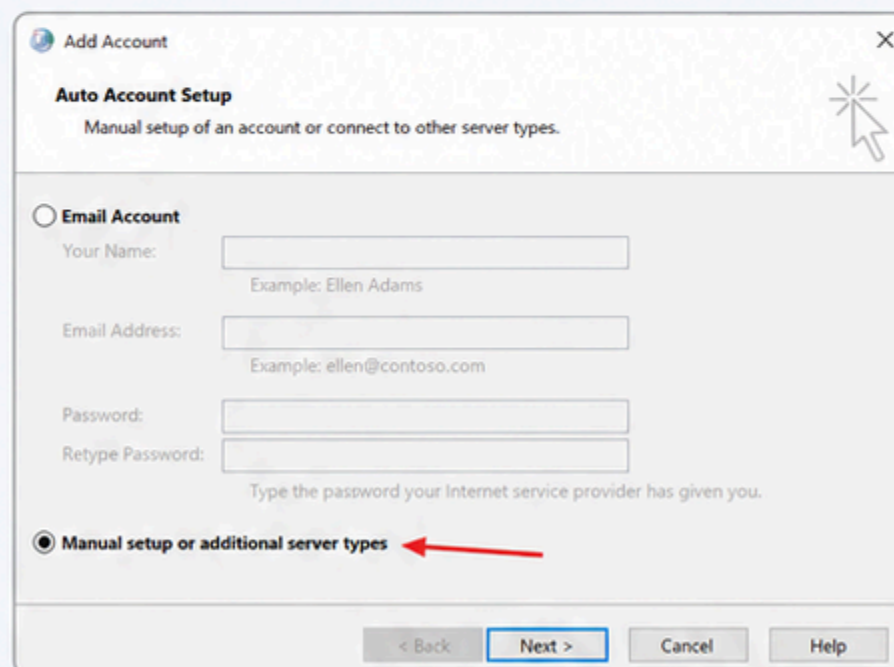 Add Account
Auto Account Setup
Manual setup of an account or connect to other server types.
Email Account
Your Name:
Example: Ellen Adams
Email Address:
Example: ellen@contoso.com
Password:
Retype Password:
Type the password your Internet service provider has given you.
Manual setup or additional server types
< Back Next > Cancel Help